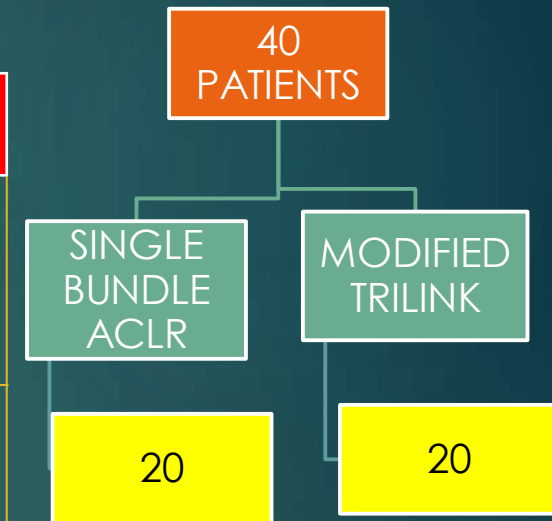 40
PATIENTS
SINGLE
BUNDLE
ACLR
MODIFIED
TRILINK
20
20